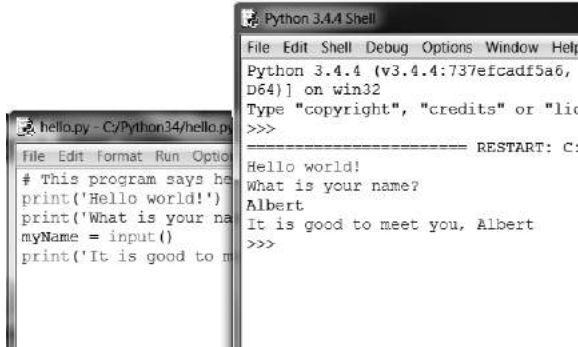 hello.py - C:/Python34/hello.py
File Edit Format Run Optio
# This program says he
print('Hello world!')
print('What is your na
myName = input()
print('It is good to m
Python 3.4.4 Shell
File Edit Shell Debug Options Window Help
Python 3.4.4 (v3.4.4:737efcadf5a6,
D64)] on win32
Type "copyright", "credits" or "lic
>>>
======================= RESTART: C:
Hello world!
What is your name?
Albert
It is good to meet you, Albert
>>>